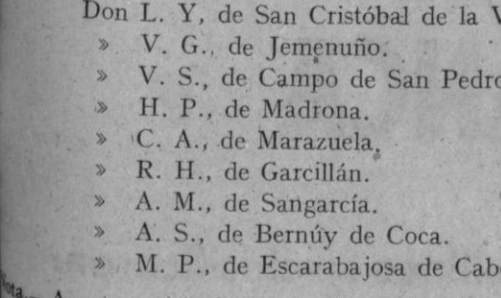 Don L. Y, de San Cristóbal de la
» V. G., de Jemenuño.
» V. S., de Campo de San Pedro
» H. P., de Madrona.
» C. A., de Marazuela,
» R. H., de Garcillán.
» A. M., de Sangarcía.
» A. S., de Bernúy de Coca.
» M. P., de Escarabajosa de Cab